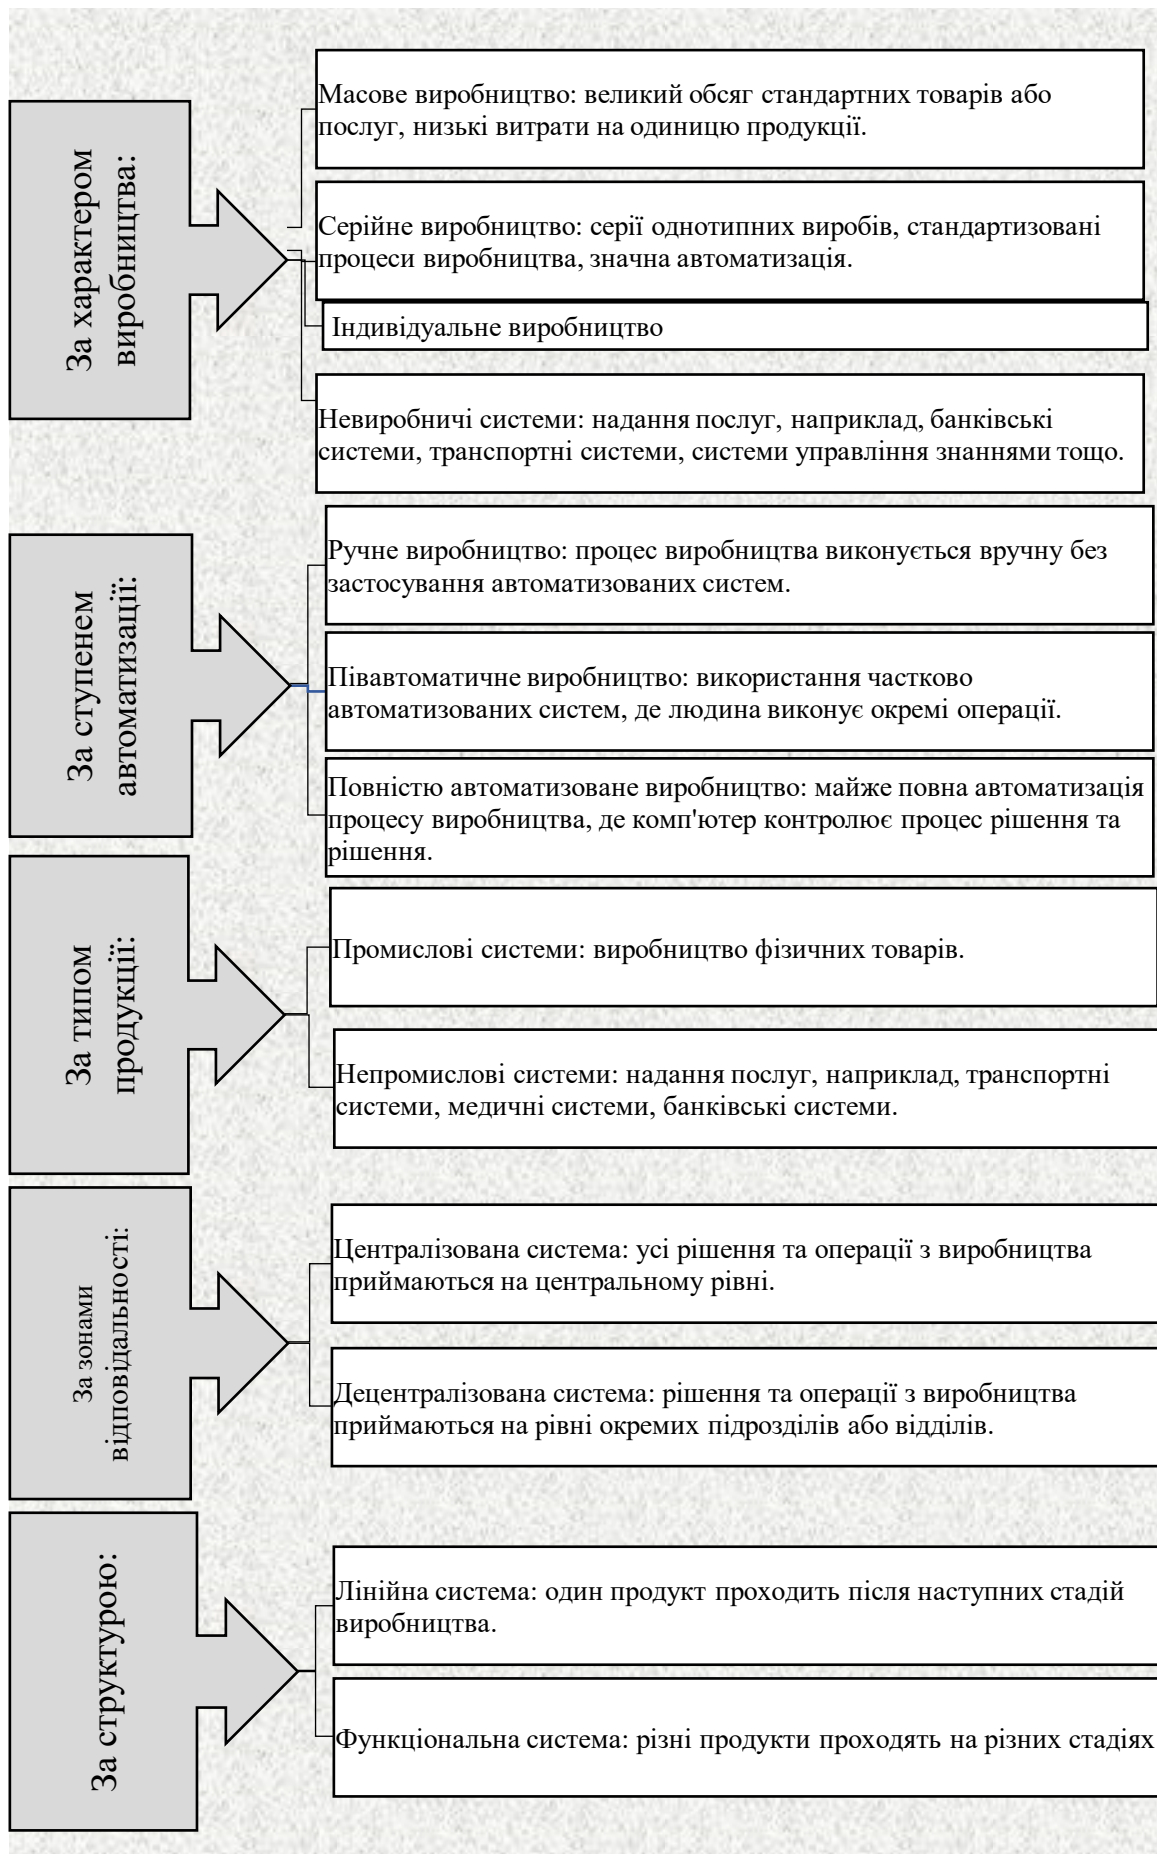 За характером
виробництва:
Масове виробництво: великий обсяг стандартних товарів або
послуг, низькі витрати на одиницю продукції.
Серійне виробництво: серії однотипних виробів, стандартизовані
процеси виробництва, значна автоматизація.
Індивідуальне виробництво
Невиробничі системи: надання послуг, наприклад, банківські
системи, транспортні системи, системи управління знаннями тощо.
За ступенем
автоматизації:
Ручне виробництво: процес виробництва виконується вручну без
застосування автоматизованих систем.
Півавтоматичне виробництво: використання частково
автоматизованих систем, де людина виконує окремі операції.
Повністю автоматизоване виробництво: майже повна автоматизація
процесу виробництва, де комп'ютер контролює процес рішення та
рішення.
За типом
продукції:
Промислові системи: виробництво фізичних товарів.
Непромислові системи: надання послуг, наприклад, транспортні
системи, медичні системи, банківські системи.
За зонами
відповідальності:
Централізована система: усі рішення та операції з виробництва
приймаються на центральному рівні.
Децентралізована система: рішення та операції з виробництва
приймаються на рівні окремих підрозділів або відділів.
За структурою:
Лінійна система: один продукт проходить після наступних стадій
виробництва.
Функціональна система: різні продукти проходять на різних стадіях